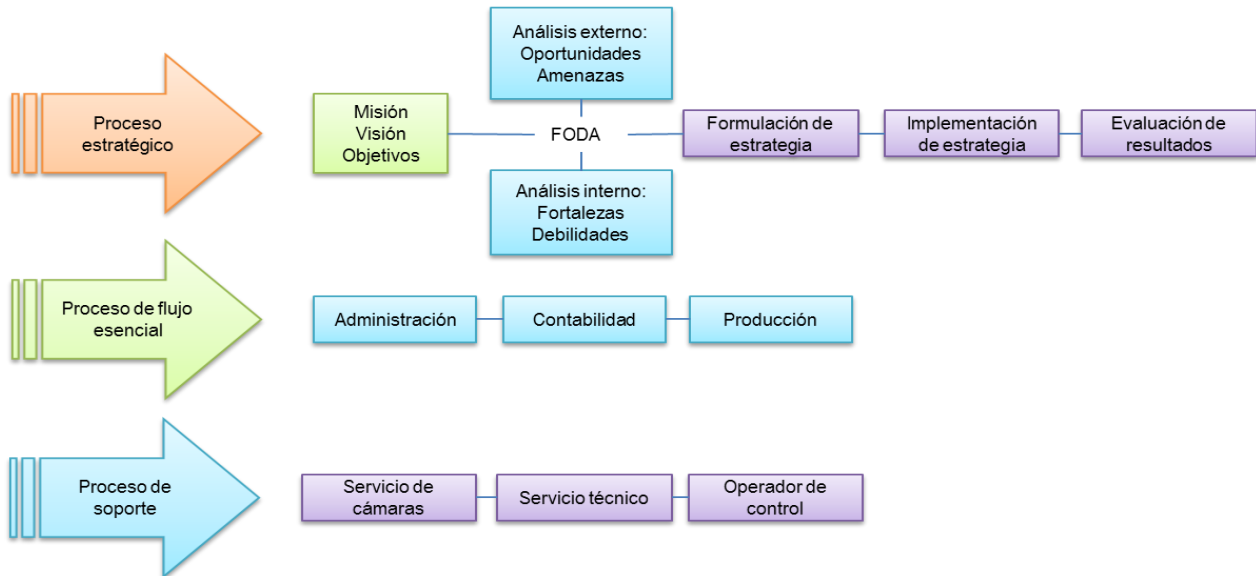 Proceso
estratégico
Misión
Visión
Objetivos
Análisis externo:
Oportunidades
Amenazas
FODA
Análisis interno:
Fortalezas
Debilidades
Formulación de
estrategia
Implementación
de estrategia
Evaluación de
resultados
Proceso de flujo
esencial
Administración
Contabilidad
Producción
Proceso de
soporte
Servicio de
cámaras
Servicio técnico
Operador de
control